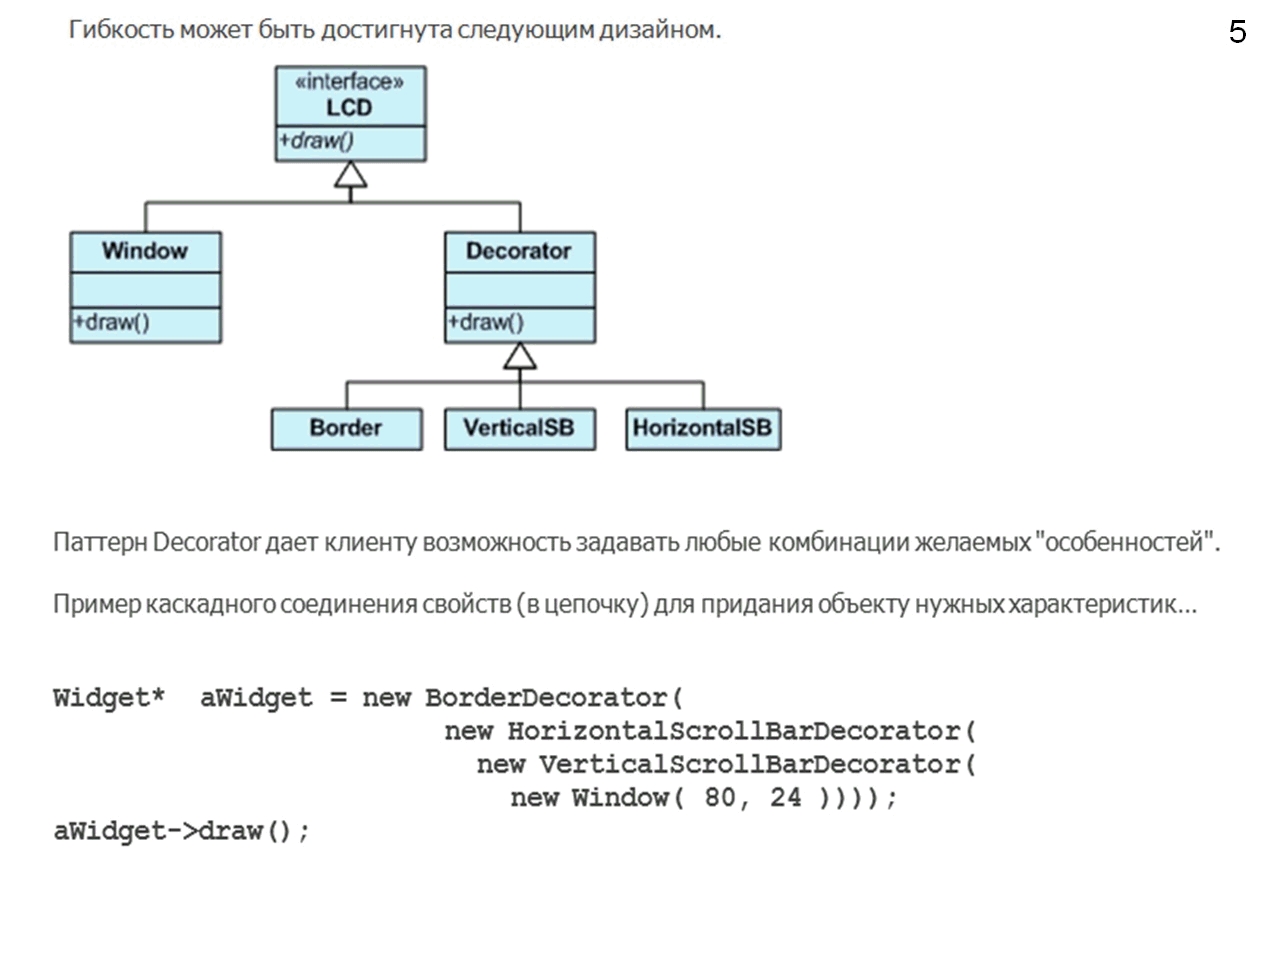 Гибкость может быть достигнута следующим дизайном.
5
«interface»
LCD
+draw()
Window
+draw()
Decorator
+draw()
Border
VerticalSB
HorizontalSB
Паттерн Decorator дает клиенту возможность задавать любые комбинации желаемых "особенностей".
Пример каскадного соединения свойств (в цепочку) для придания объекту нужных характеристик...
Widget*  aWidget = new BorderDecorator(
new HorizontalScrollBarDecorator(
new VerticalScrollBarDecorator(
new Window( 80, 24 ))));
aWidget->draw();